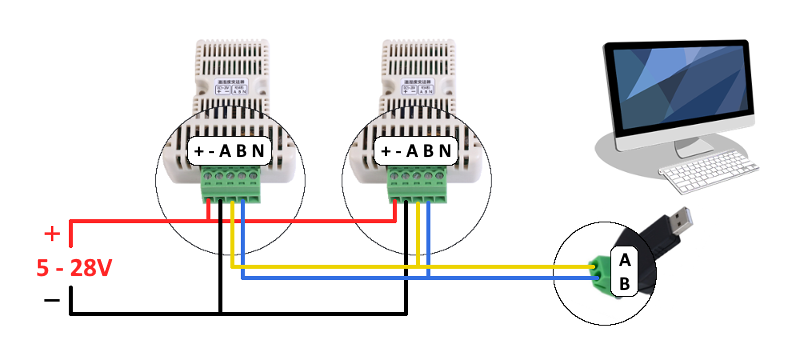 + - A B N
+ - A B N
+
5 - 28V
−
A
B